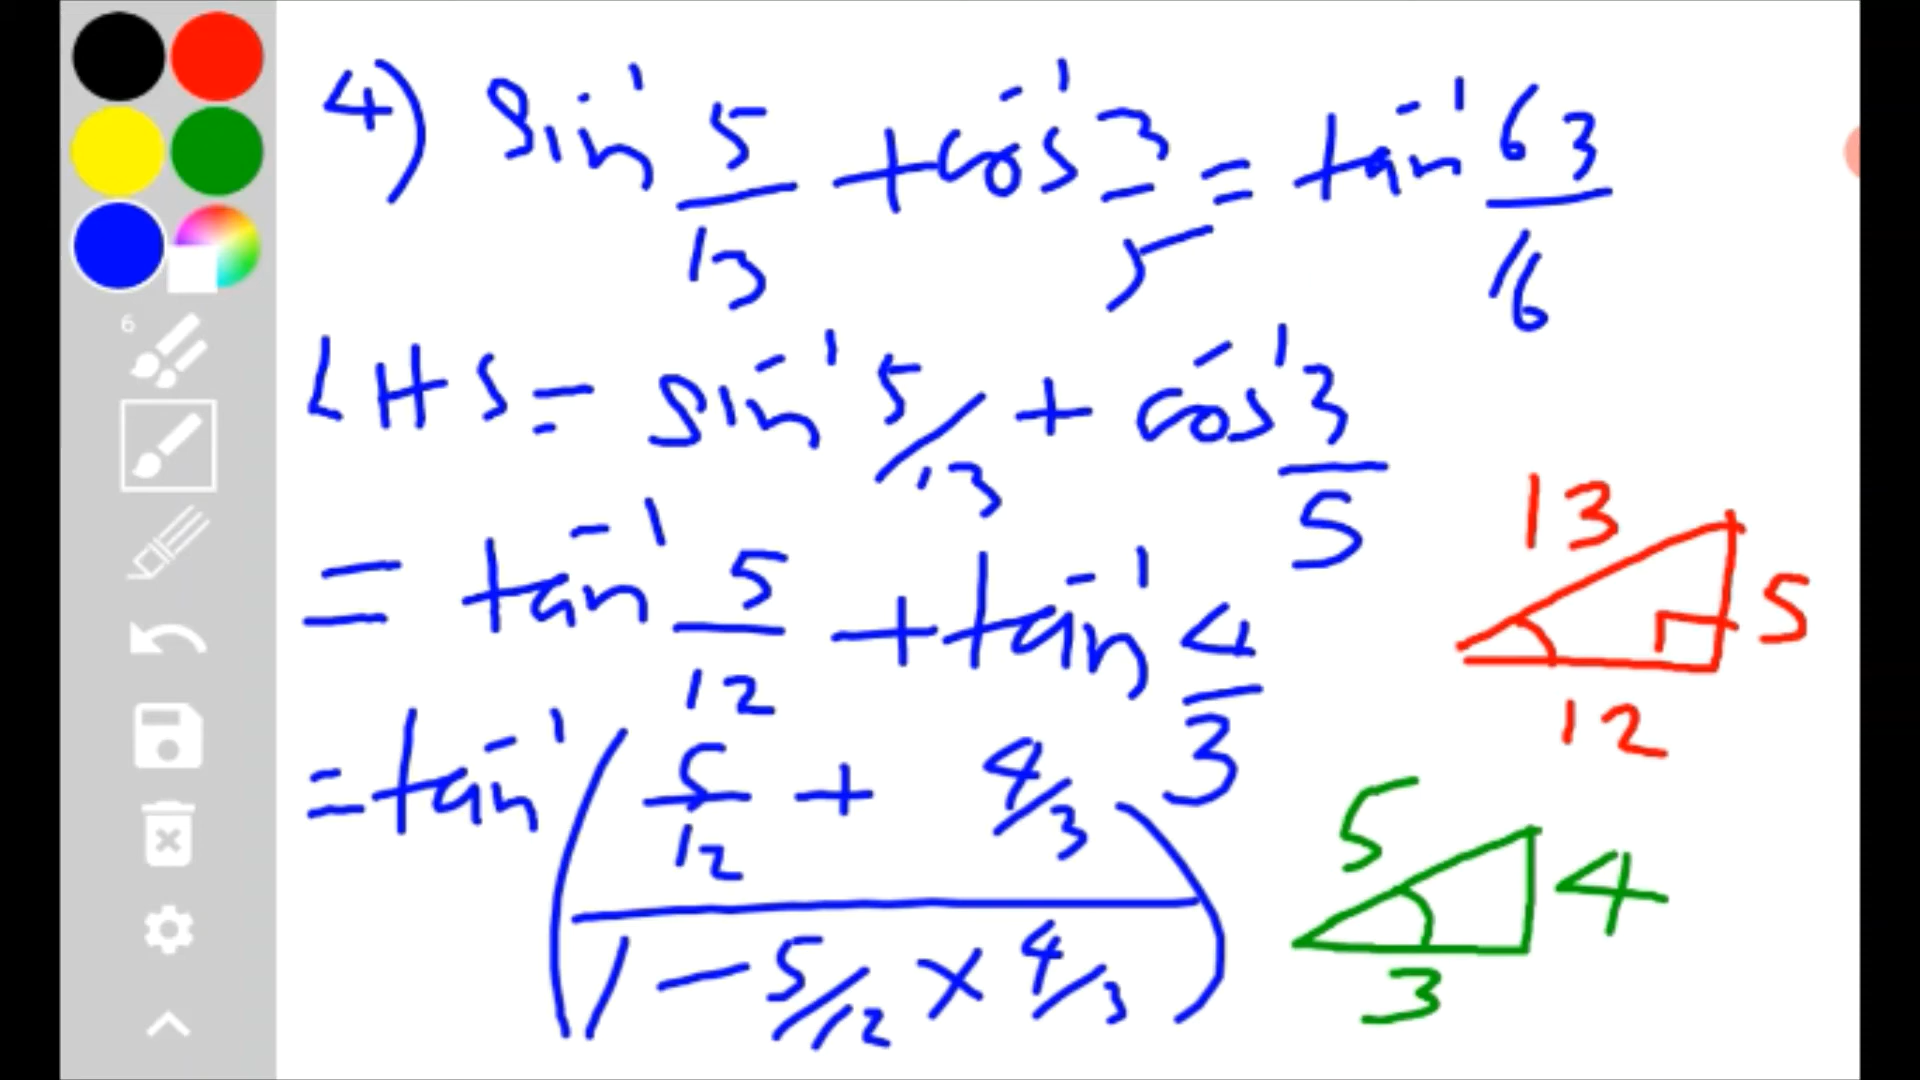 4) sin⁻¹ 5/13 + cos⁻¹ 3/5 = tan⁻¹ 63/16
LHS = sin⁻¹ 5/13 + cos⁻¹ 3/5
= tan⁻¹ 5/12 + tan⁻¹ 4/3
= tan⁻¹ ( (5/12 + 4/3) / (1 - 5/12 × 4/3) )
13
5
12
5
4
3
6